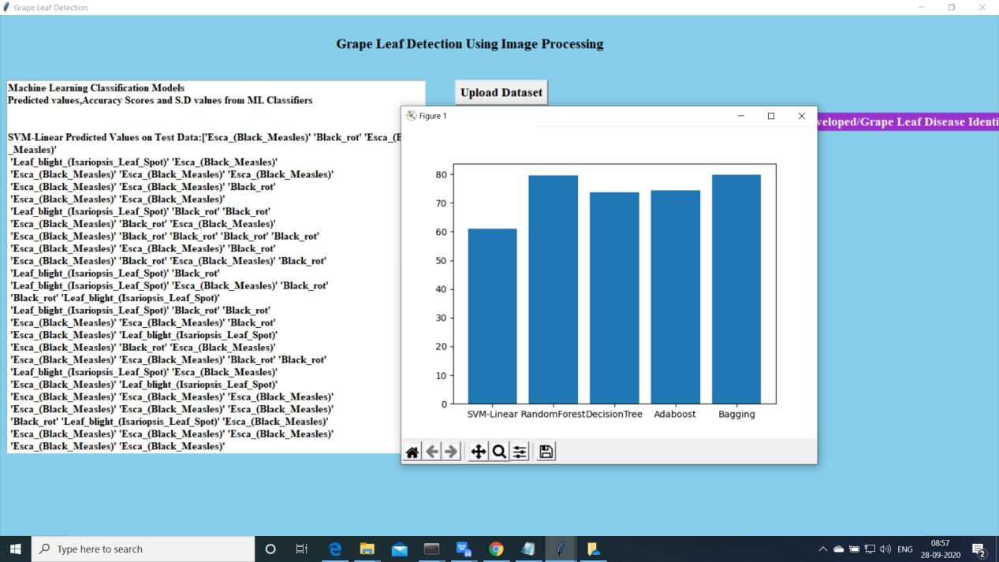 Grape Leaf Detection
Grape Leaf Detection Using Image Processing
Machine Learning Classification Models
Predicted values,Accuracy Scores and S.D values from ML Classifiers
SVM-Linear Predicted Values on Test Data:['Esca_(Black_Measles)' 'Black_rot' 'Esca_(B
_Measles)'
'Leaf_blight_(Isariopsis_Leaf_Spot)' 'Esca_(Black_Measles)'
'Esca_(Black_Measles)' 'Esca_(Black_Measles)' 'Esca_(Black_Measles)'
'Esca_(Black_Measles)' 'Esca_(Black_Measles)' 'Black_rot'
'Esca_(Black_Measles)' 'Esca_(Black_Measles)'
'Leaf_blight_(Isariopsis_Leaf_Spot)' 'Black_rot' 'Black_rot'
'Esca_(Black_Measles)' 'Black_rot' 'Esca_(Black_Measles)'
'Esca_(Black_Measles)' 'Black_rot' 'Black_rot' 'Black_rot' 'Black_rot'
'Esca_(Black_Measles)' 'Esca_(Black_Measles)' 'Black_rot'
'Esca_(Black_Measles)' 'Black_rot' 'Esca_(Black_Measles)' 'Black_rot'
'Leaf_blight_(Isariopsis_Leaf_Spot)' 'Black_rot'
'Leaf_blight_(Isariopsis_Leaf_Spot)' 'Esca_(Black_Measles)' 'Black_rot'
'Black_rot' 'Leaf_blight_(Isariopsis_Leaf_Spot)'
'Leaf_blight_(Isariopsis_Leaf_Spot)' 'Black_rot' 'Black_rot'
'Esca_(Black_Measles)' 'Esca_(Black_Measles)' 'Black_rot'
'Esca_(Black_Measles)' 'Leaf_blight_(Isariopsis_Leaf_Spot)'
'Esca_(Black_Measles)' 'Black_rot' 'Esca_(Black_Measles)'
'Esca_(Black_Measles)' 'Esca_(Black_Measles)' 'Black_rot' 'Black_rot'
'Leaf_blight_(Isariopsis_Leaf_Spot)' 'Esca_(Black_Measles)'
'Esca_(Black_Measles)' 'Leaf_blight_(Isariopsis_Leaf_Spot)'
'Esca_(Black_Measles)' 'Esca_(Black_Measles)' 'Esca_(Black_Measles)'
'Esca_(Black_Measles)' 'Esca_(Black_Measles)' 'Esca_(Black_Measles)'
'Black_rot' 'Leaf_blight_(Isariopsis_Leaf_Spot)' 'Esca_(Black_Measles)'
'Esca_(Black_Measles)' 'Esca_(Black_Measles)' 'Esca_(Black_Measles)'
'Esca_(Black_Measles)' 'Esca_(Black_Measles)'
Upload Dataset
veloped/Grape Leaf Disease Identi
Figure 1
80
70
60
50
40
30
20
10
0
SVM-Linear RandomForest DecisionTree Adaboost Bagging
Type here to search
ENG
08:57
28-09-2020
2